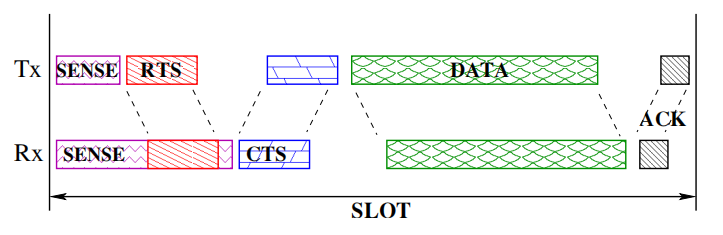 Tx SENSE RTS DATA
ACK
Rx SENSE CTS
SLOT